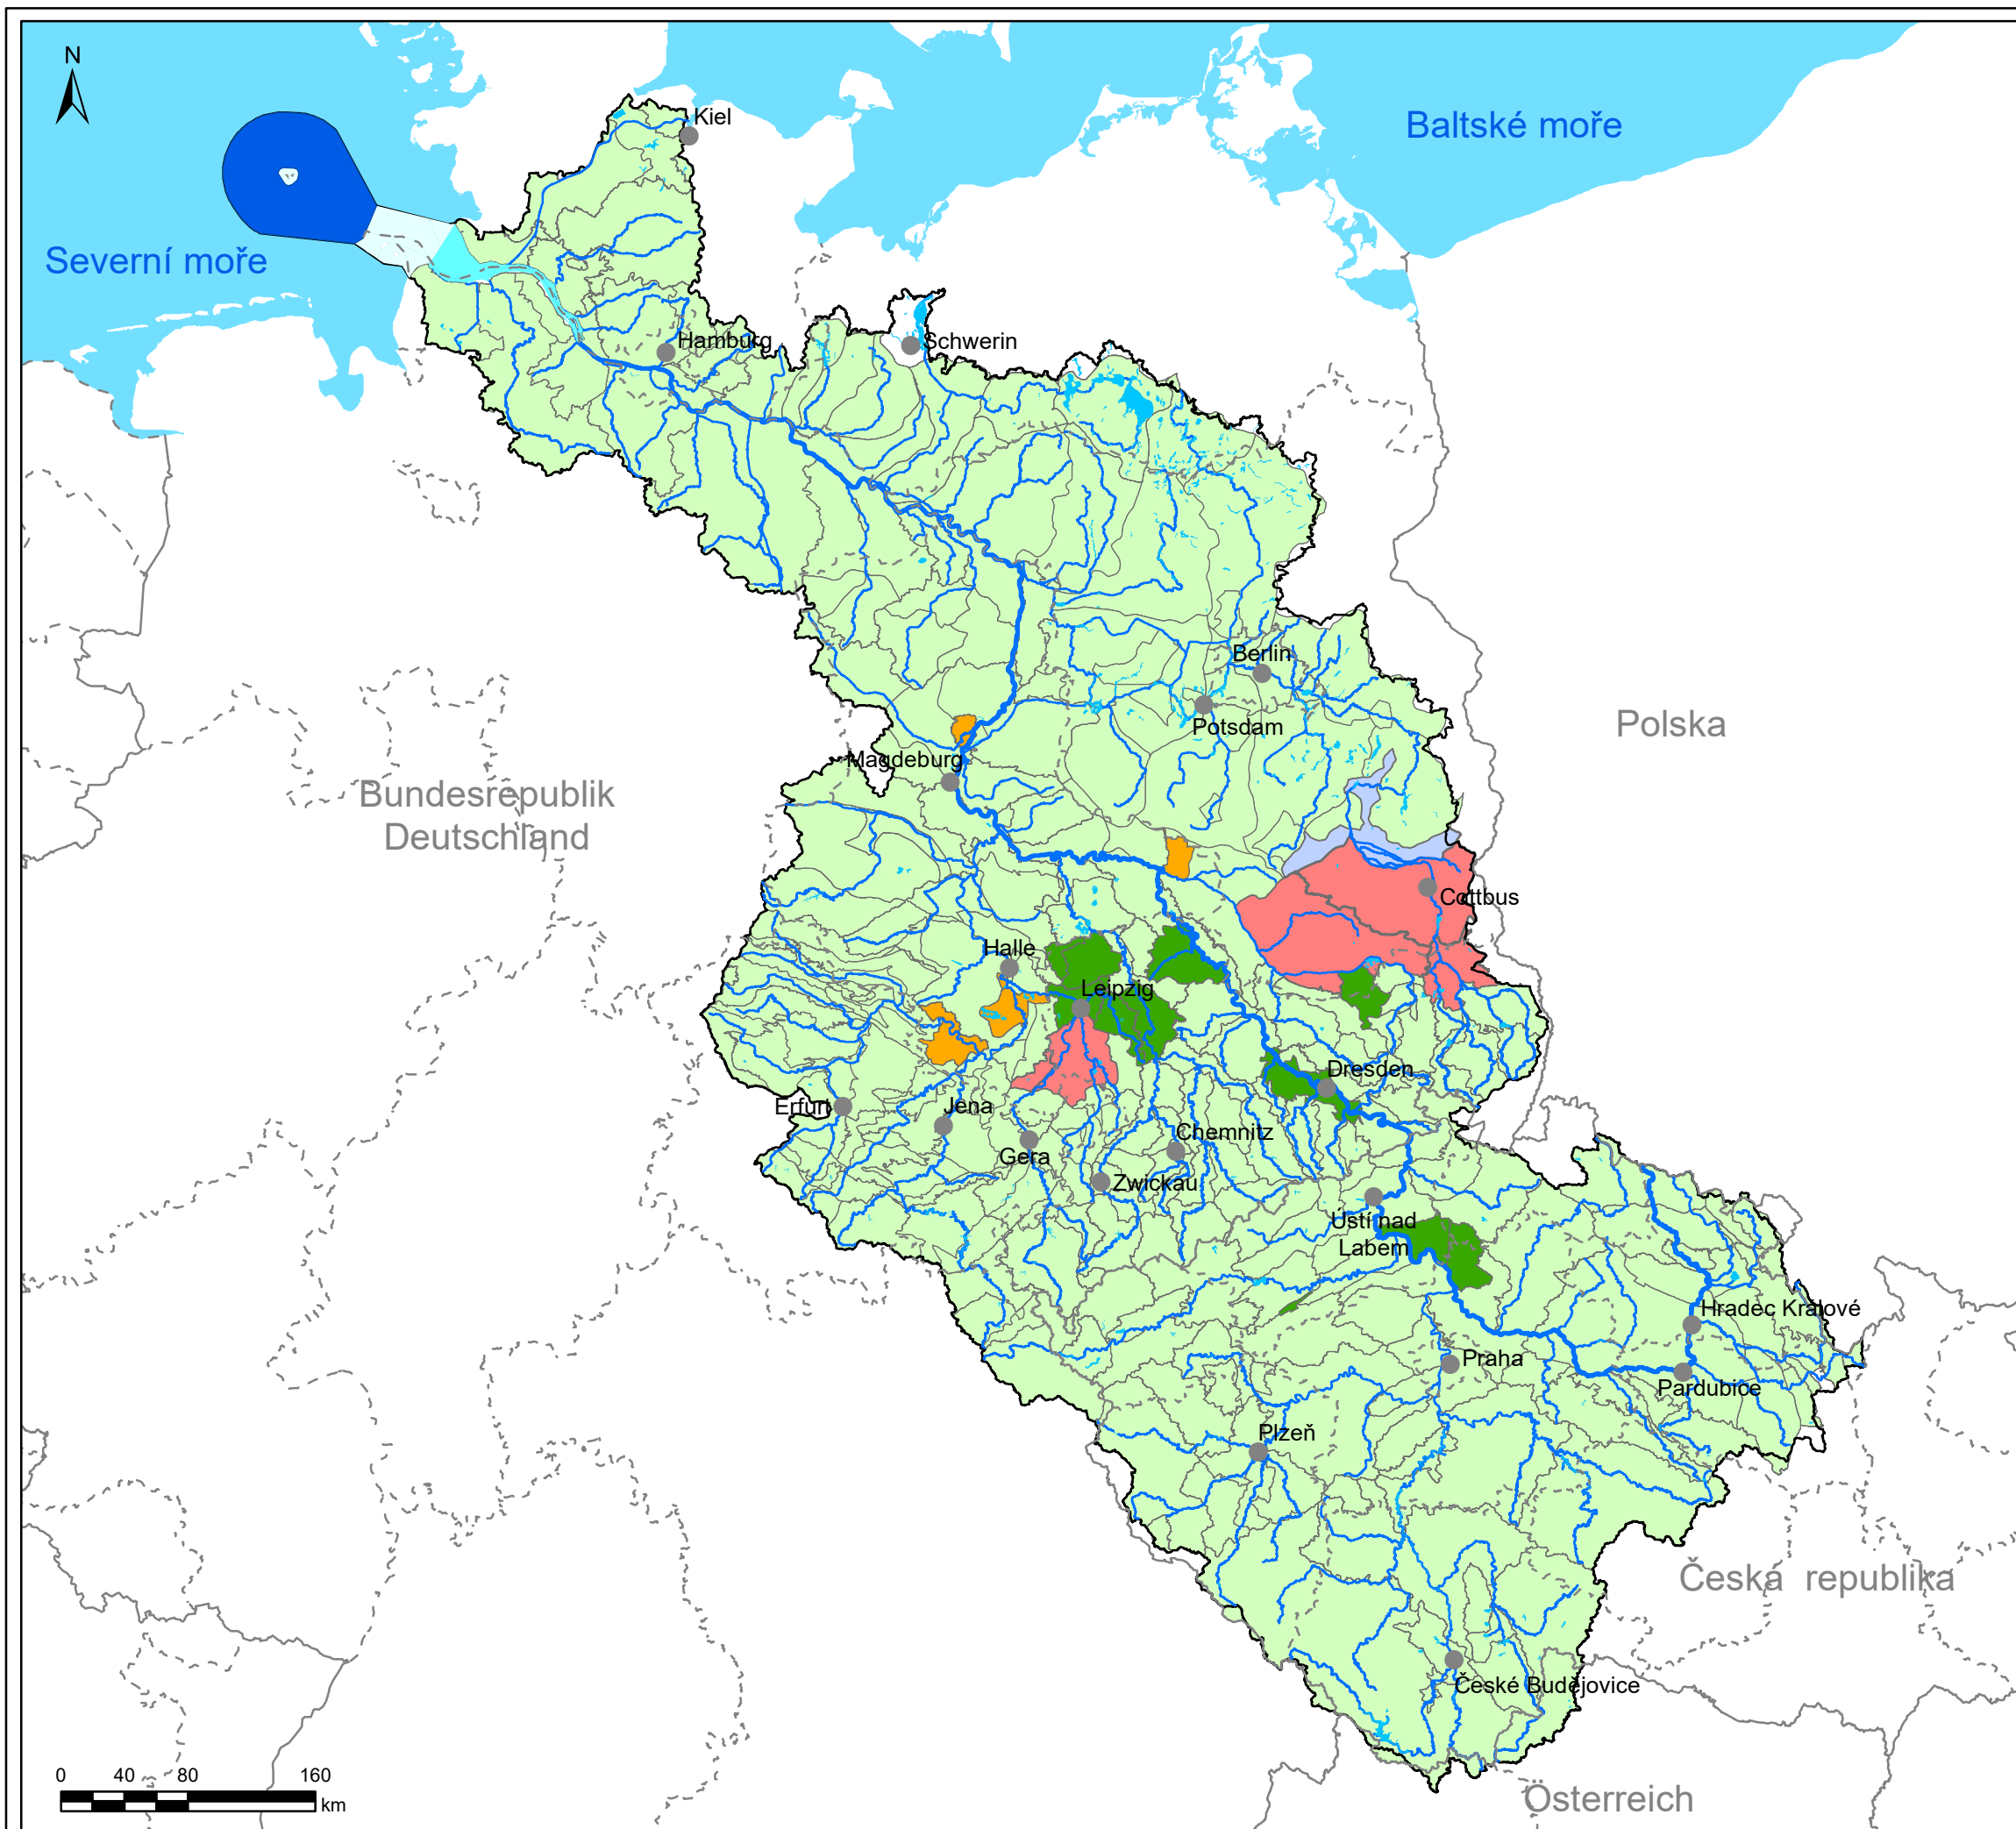 N
Kiel
Baltské moře
Severní moře
Hamburg
Schwerin
Berlin
Potsdam
Polska
Magdeburg
Bundesrepublik
Deutschland
Cottbus
Halle
Leipzig
Dresden
Erfurt
Jena
Chemnitz
Gera
Zwickau
Ústí nad
Labem
Hradec Králové
Praha
Pardubice
Plzeň
Česká republika
České Budějovice
0 40 80 160
km
Österreich